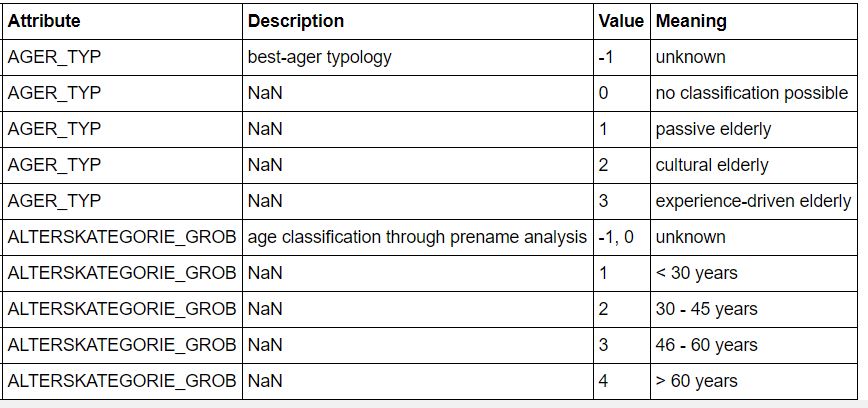 Attribute Description Value Meaning
AGER_TYP best-ager typology -1 unknown
AGER_TYP NaN 0 no classification possible
AGER_TYP NaN 1 passive elderly
AGER_TYP NaN 2 cultural elderly
AGER_TYP NaN 3 experience-driven elderly
ALTERSKATEGORIE_GROB age classification through prename analysis -1, 0 unknown
ALTERSKATEGORIE_GROB NaN 1 < 30 years
ALTERSKATEGORIE_GROB NaN 2 30 - 45 years
ALTERSKATEGORIE_GROB NaN 3 46 - 60 years
ALTERSKATEGORIE_GROB NaN 4 > 60 years